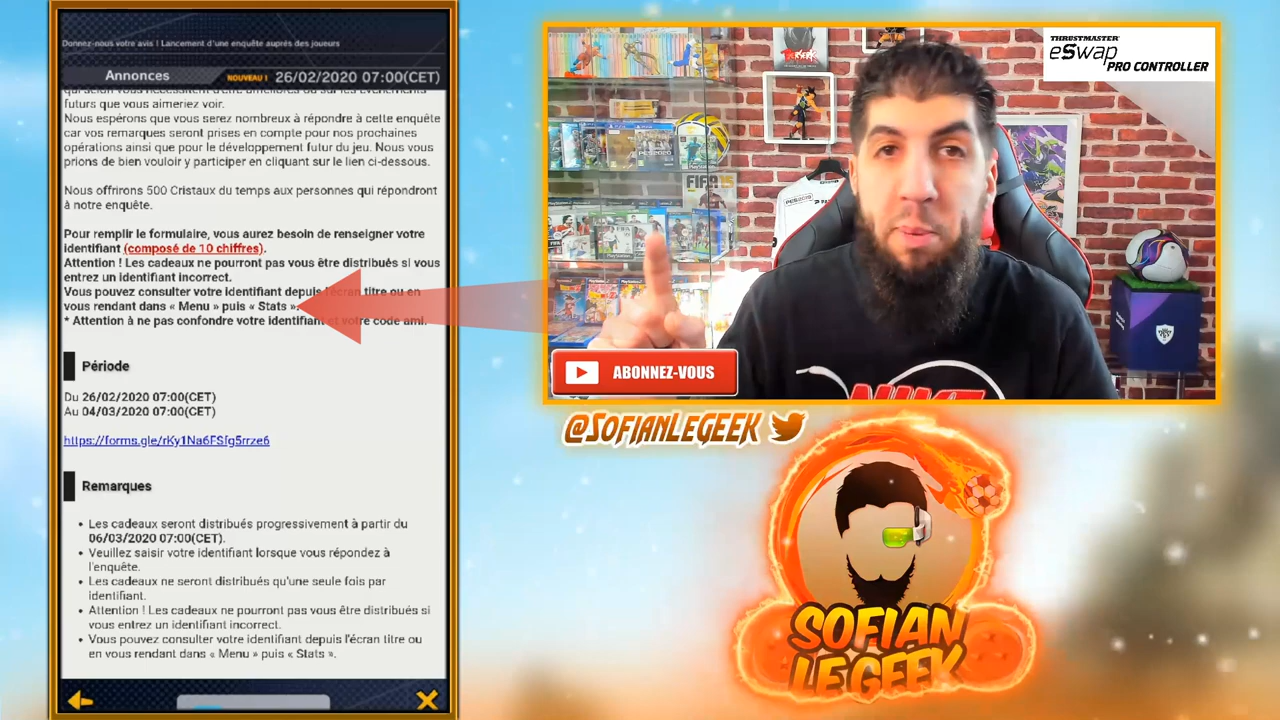 Donnez-nous votre avis ! Lancement d'une enquête auprès des joueurs
Annonces
NOUVEAU !
26/02/2020 07:00(CET)
futurs que vous aimeriez voir.
Nous espérons que vous serez nombreux à répondre à cette enquête
car vos remarques seront prises en compte pour nos prochaines
opérations ainsi que pour le développement futur du jeu. Nous vous
prions de bien vouloir y participer en cliquant sur le lien ci-dessous.
Nous offrirons 500 Cristaux du temps aux personnes qui répondront
à notre enquête.
Pour remplir le formulaire, vous aurez besoin de renseigner votre
identifiant (composé de 10 chiffres).
Attention ! Les cadeaux ne pourront pas vous être distribués si vous
entrez un identifiant incorrect.
Vous pouvez consulter votre identifiant depuis l'écran titre ou en
vous rendant dans « Menu » puis « Stats ».
* Attention à ne pas confondre votre identifiant et votre code ami.
Période
Du 26/02/2020 07:00(CET)
Au 04/03/2020 07:00(CET)
https://forms.gle/rKy1Na6FSfg5rrze6
Remarques
• Les cadeaux seront distribués progressivement à partir du
06/03/2020 07:00(CET).
• Veuillez saisir votre identifiant lorsque vous répondez à
l'enquête.
• Les cadeaux ne seront distribués qu'une seule fois par
identifiant.
• Attention ! Les cadeaux ne pourront pas vous être distribués si
vous entrez un identifiant incorrect.
• Vous pouvez consulter votre identifiant depuis l'écran titre ou
en vous rendant dans « Menu » puis « Stats ».
THRUSTMASTER
eSwap
PRO CONTROLLER
BERSERK
FIFA 15
PES2019
ABONNEZ-VOUS
@SOFIANLEGEEK
SOFIAN
LE GEEK